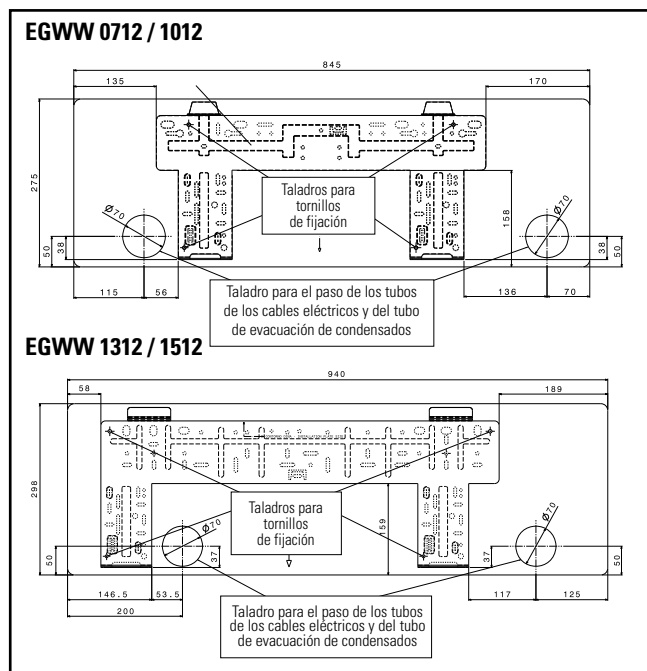 EGWW 0712 / 1012
845
135
170
275
Taladros para
tornillos
de fijación
158
Ø70
Ø70
50
38
38
50
115
56
136
70
Taladro para el paso de los tubos
de los cables eléctricos y del tubo
de evacuación de condensados
EGWW 1312 / 1512
940
58
189
298
Taladros para
tornillos
de fijación
159
Ø70
Ø70
50
37
37
50
146.5
53.5
117
125
200
Taladro para el paso de los tubos
de los cables eléctricos y del tubo
de evacuación de condensados